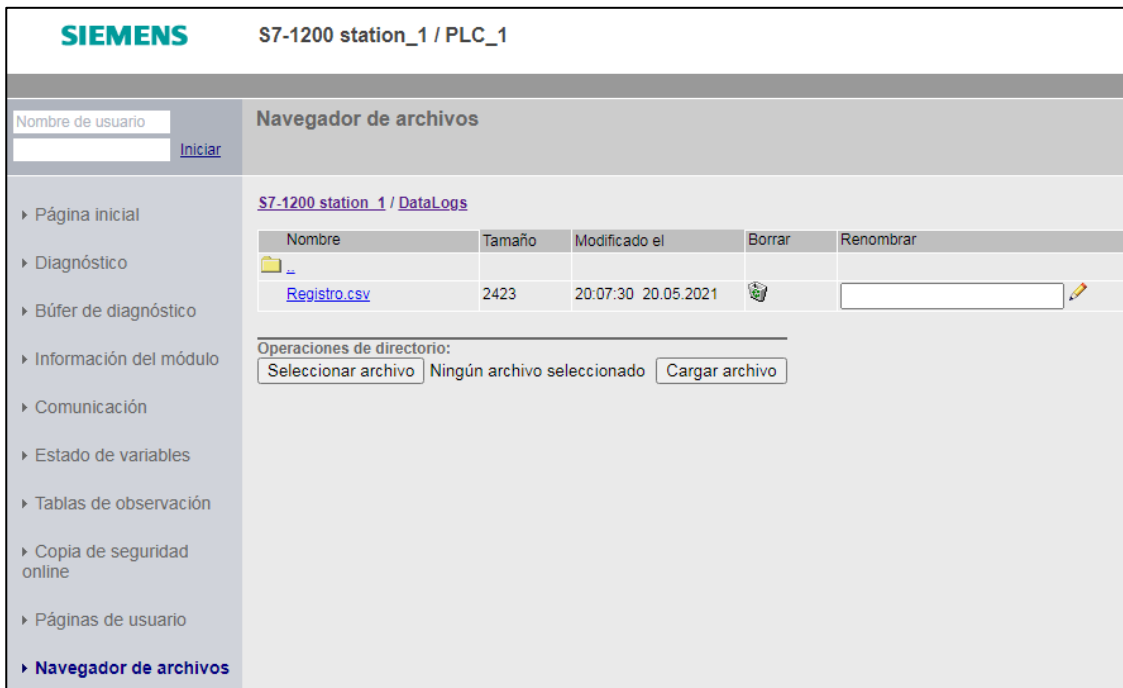 SIEMENS
S7-1200 station_1 / PLC_1
Nombre de usuario
Iniciar
Navegador de archivos
Página inicial
Diagnóstico
Búfer de diagnóstico
Información del módulo
Comunicación
Estado de variables
Tablas de observación
Copia de seguridad
online
Páginas de usuario
Navegador de archivos
S7-1200 station_1 / DataLogs
Nombre Tamaño Modificado el Borrar Renombrar
..
Registro.csv 2423 20:07:30 20.05.2021
Operaciones de directorio:
Seleccionar archivo Ningún archivo seleccionado Cargar archivo